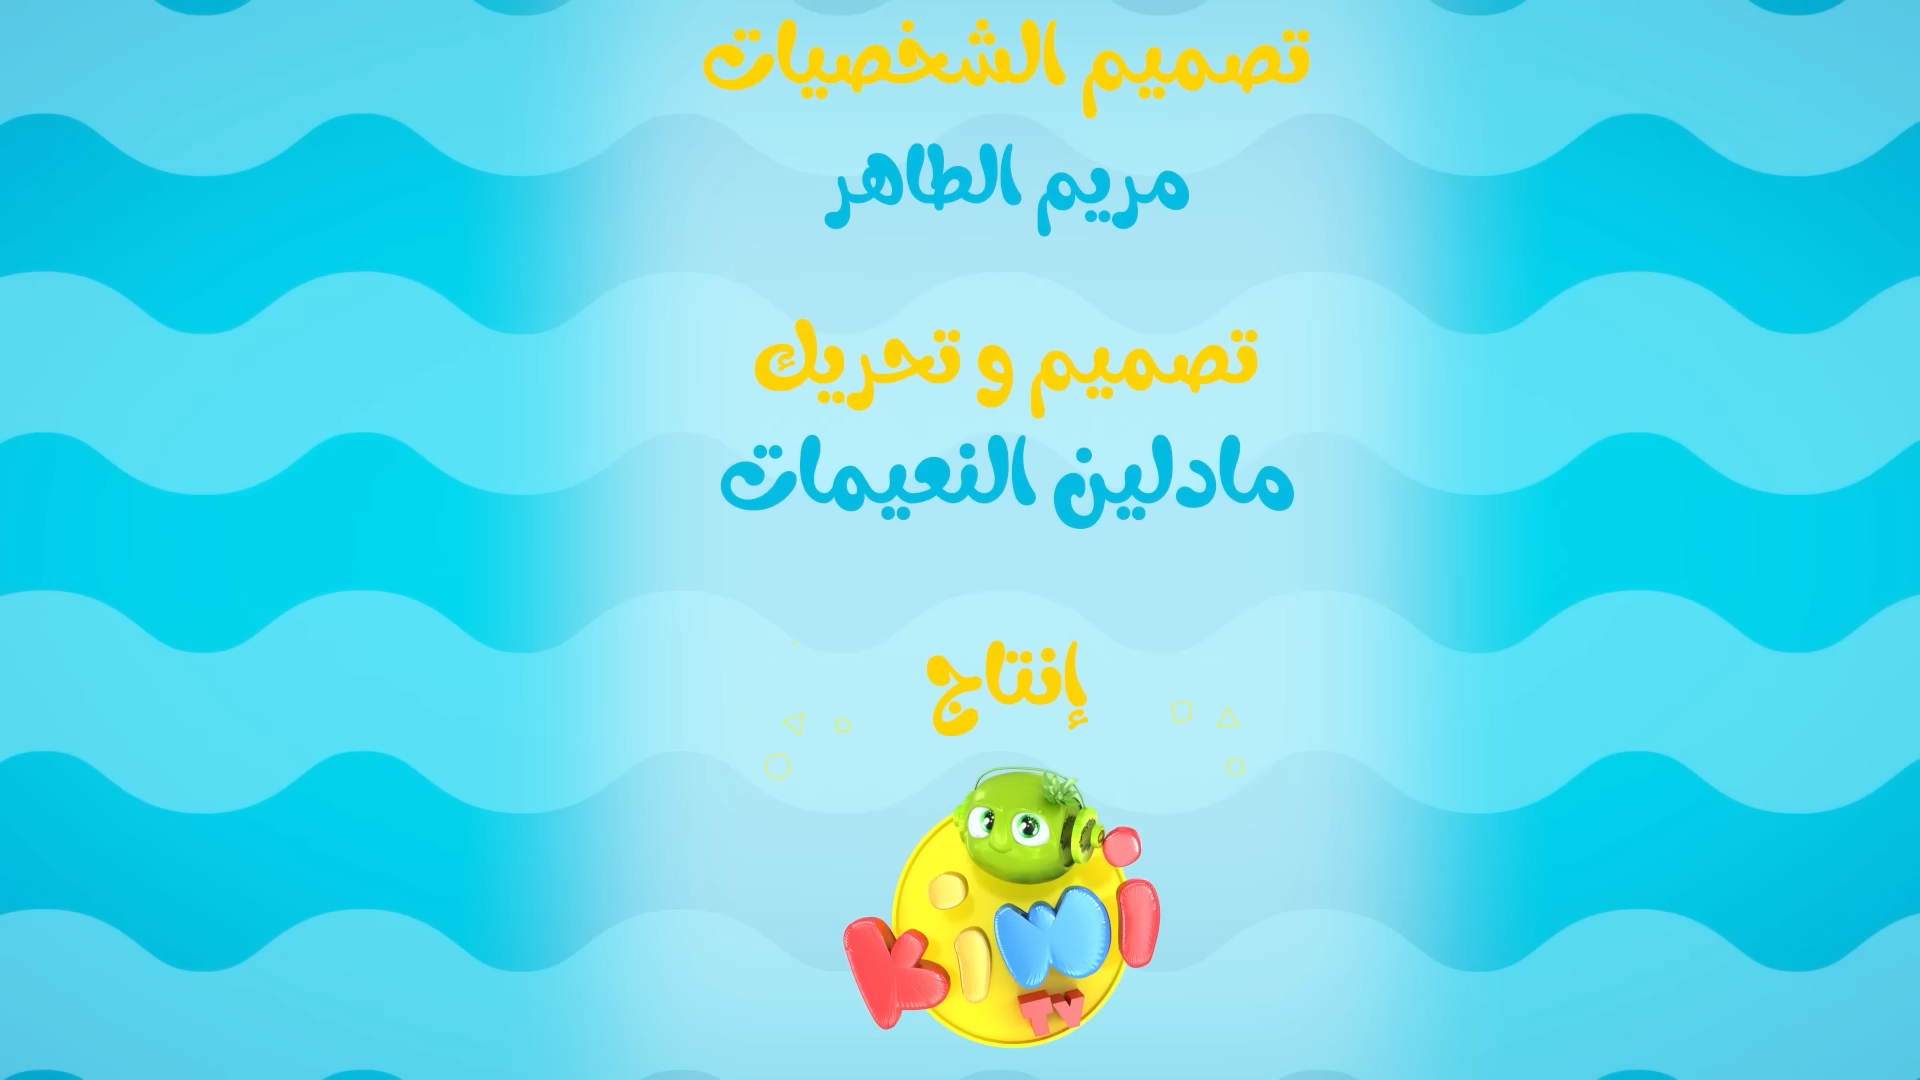 تصميم الشخصيات
مريم الطاهر
تصميم و تحريك
مادلين النعيمات
إنتاج
Kiwi
TV